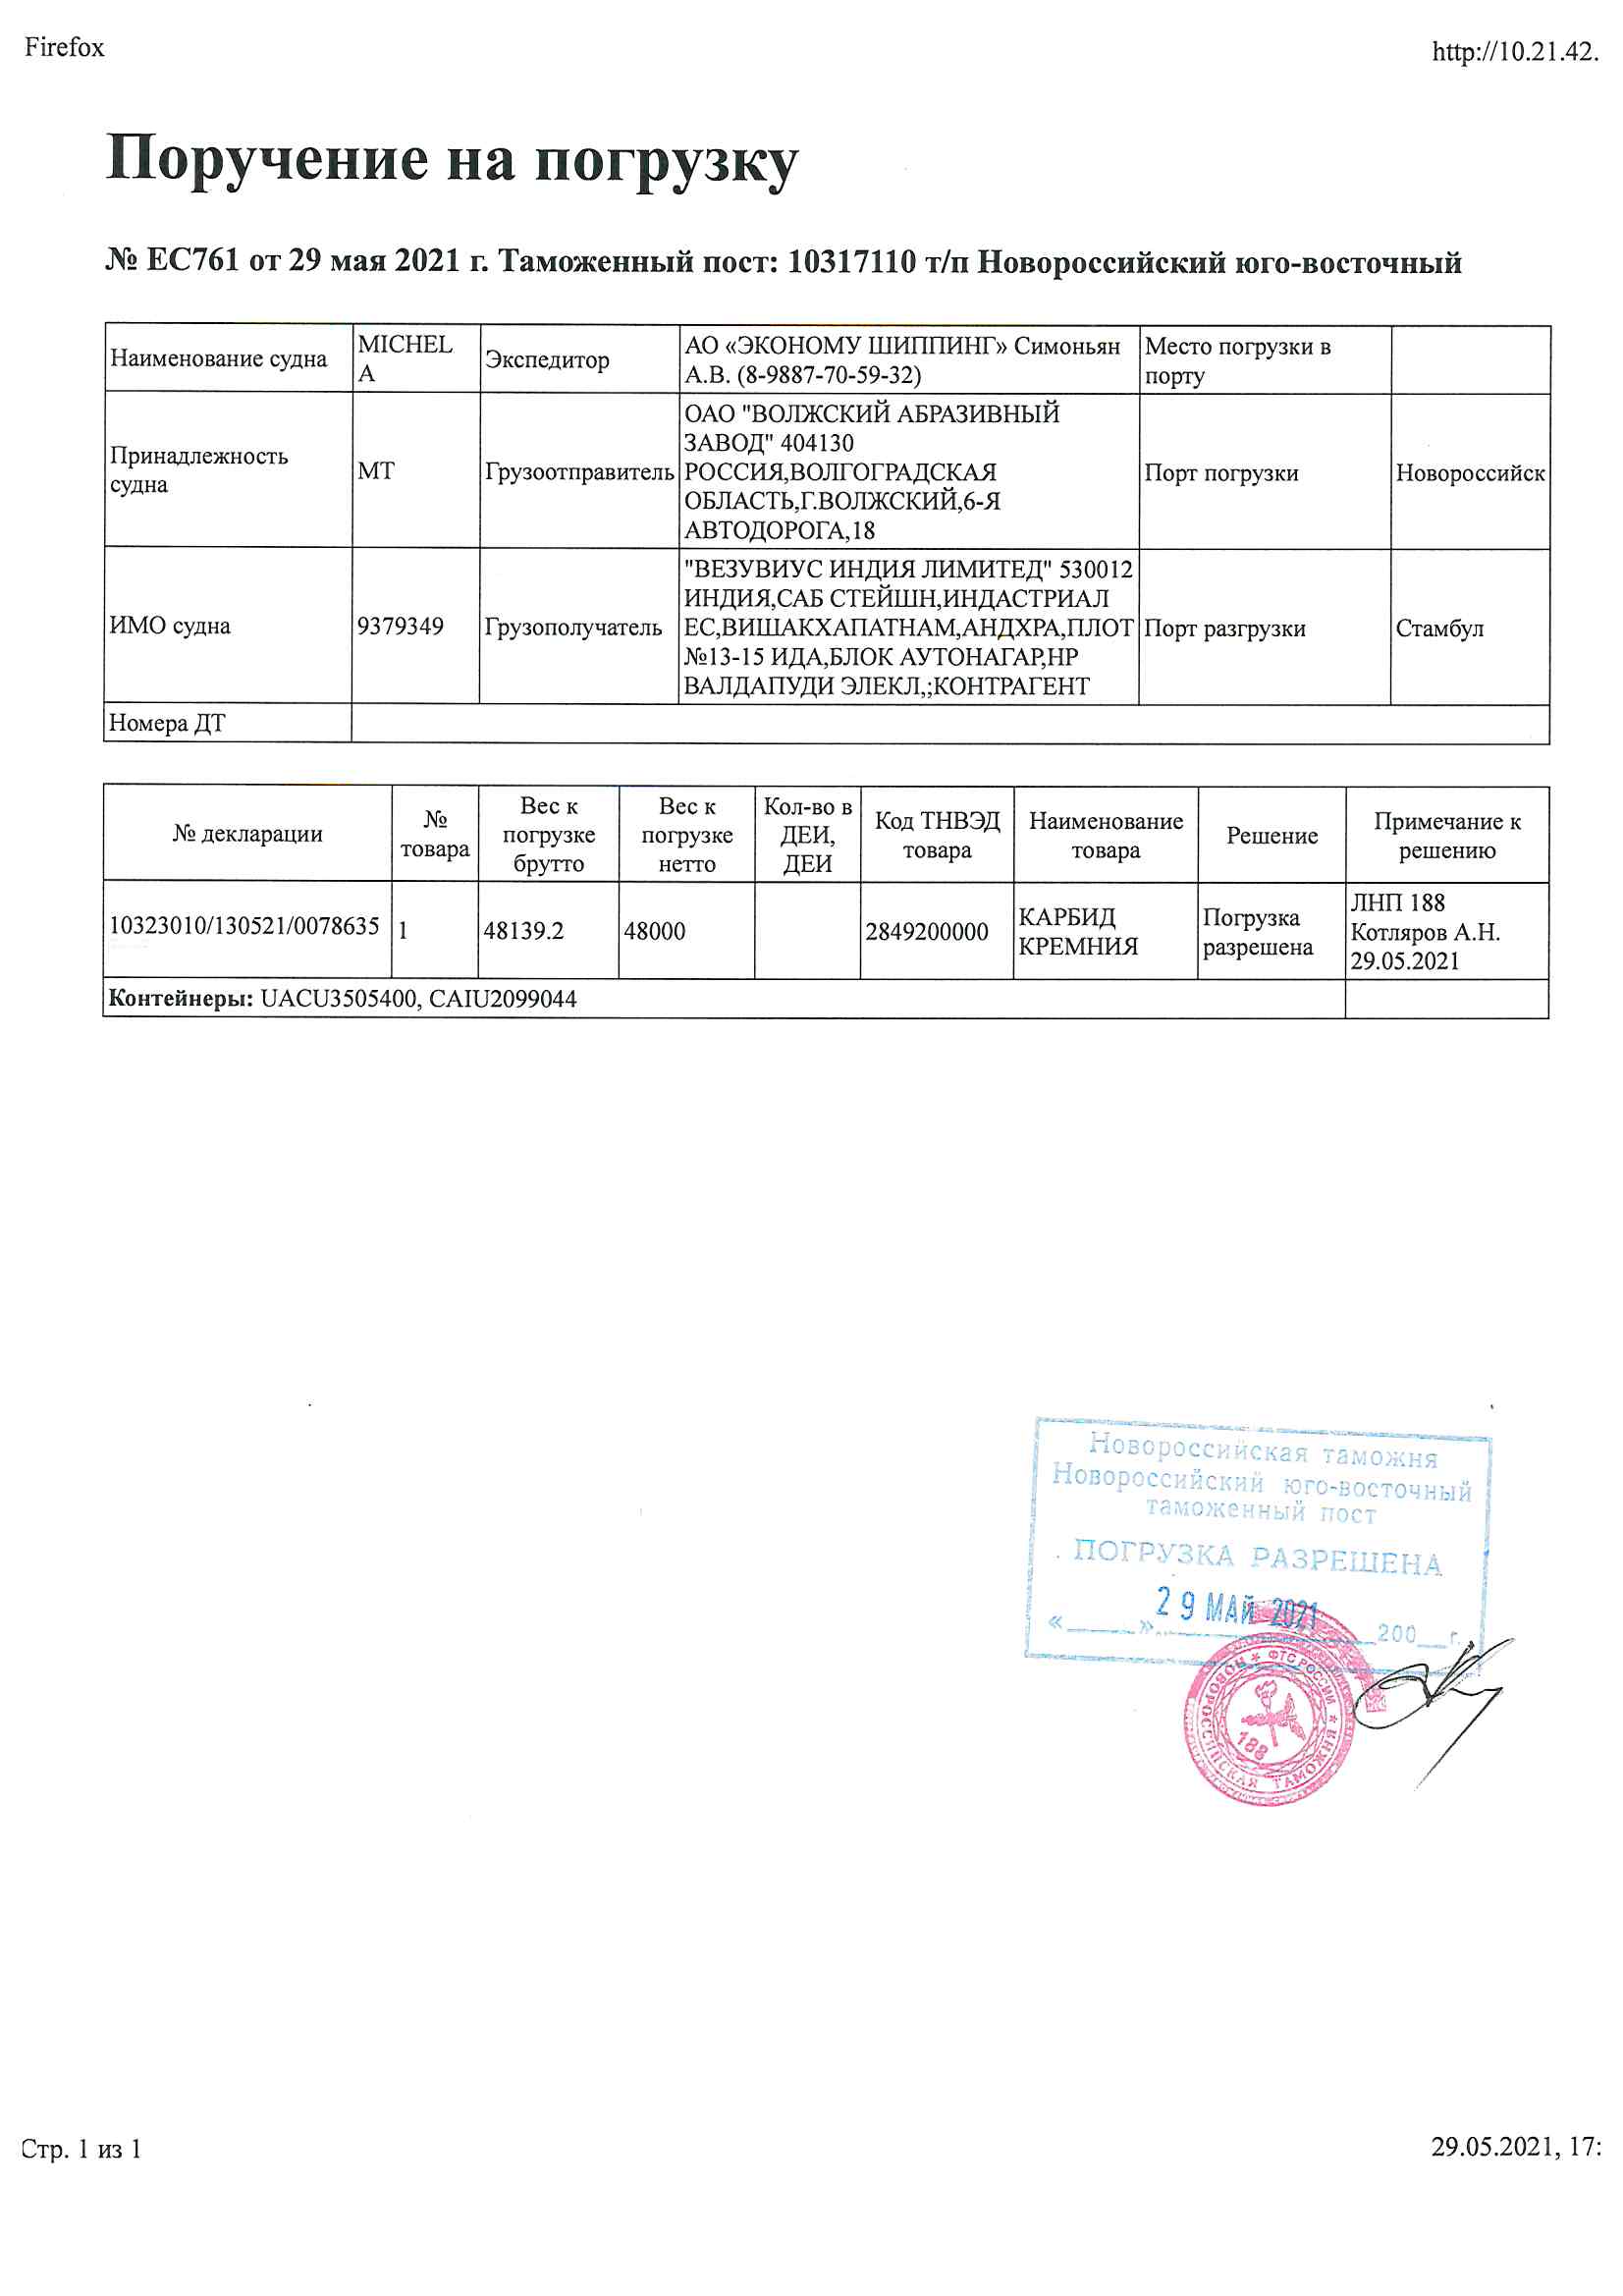 Firefox
http://10.21.42.
Поручение на погрузку
№ ЕС761 от 29 мая 2021 г. Таможенный пост: 10317110 т/п Новороссийский юго-восточный
Наименование судна
MICHEL
A
Экспедитор
АО «ЭКОНОМУ ШИППИНГ» Симоньян
А.В. (8-9887-70-59-32)
Место погрузки в
порту
Принадлежность
судна
МТ
Грузоотправитель
ОАО "ВОЛЖСКИЙ АБРАЗИВНЫЙ
ЗАВОД" 404130
РОССИЯ,ВОЛГОГРАДСКАЯ
ОБЛАСТЬ,Г.ВОЛЖСКИЙ,6-Я
АВТОДОРОГА,18
Порт погрузки
Новороссийск
ИМО судна
9379349
Грузополучатель
"ВЕЗУВИУС ИНДИЯ ЛИМИТЕД" 530012
ИНДИЯ,САБ СТЕЙШН,ИНДАСТРИАЛ
ЕС,ВИШАКХАПАТНАМ,АНДХРА,ПЛОТ
№13-15 ИДА,БЛОК АУТОНАГАР,НР
ВАЛДАПУДИ ЭЛЕКЛ,;КОНТРАГЕНТ
Порт разгрузки
Стамбул
Номера ДТ
№ декларации
№
товара
Вес к
погрузке
брутто
Вес к
погрузке
нетто
Кол-во в
ДЕИ,
ДЕИ
Код ТНВЭД
товара
Наименование
товара
Решение
Примечание к
решению
10323010/130521/0078635
1
48139.2
48000
2849200000
КАРБИД
КРЕМНИЯ
Погрузка
разрешена
ЛНП 188
Котляров А.Н.
29.05.2021
Контейнеры: UACU3505400, CAIU2099044
Новороссийская таможня
Новороссийский юго-восточный
таможенный пост
ПОГРУЗКА РАЗРЕШЕНА
29 МАЙ 2021
«_____»_____________200__г.
ФТС РОССИИ * НОВОРОССИЙСКАЯ ТАМОЖНЯ *
188
Стр. 1 из 1
29.05.2021, 17: